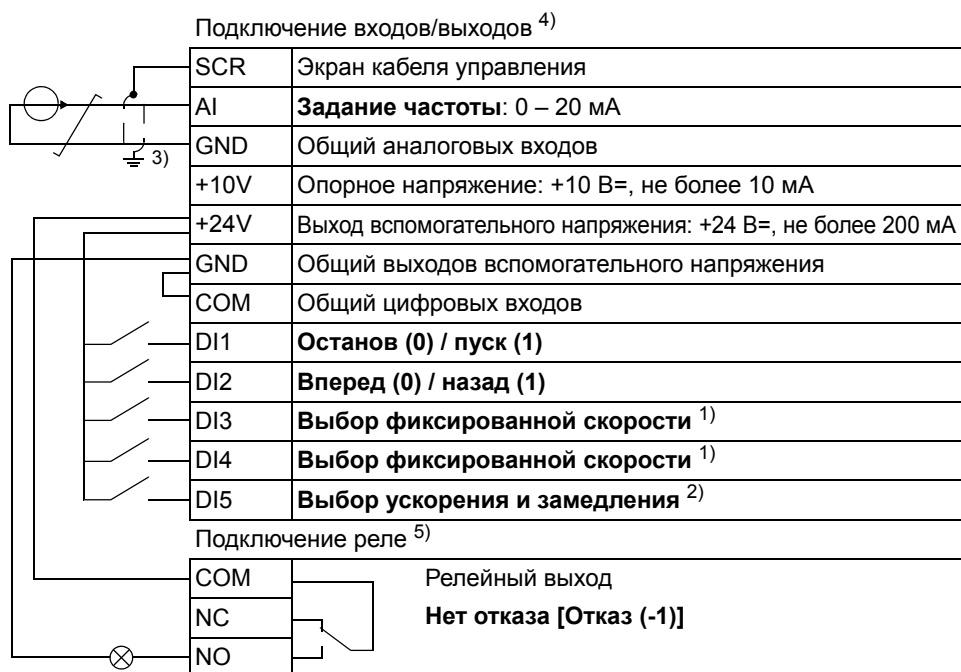 Подключение входов/выходов 4)
SCR Экран кабеля управления
AI Задание частоты: 0 – 20 мА
GND Общий аналоговых входов
3)
+10V Опорное напряжение: +10 В=, не более 10 мА
+24V Выход вспомогательного напряжения: +24 В=, не более 200 мА
GND Общий выходов вспомогательного напряжения
COM Общий цифровых входов
DI1 Останов (0) / пуск (1)
DI2 Вперед (0) / назад (1)
DI3 Выбор фиксированной скорости 1)
DI4 Выбор фиксированной скорости 1)
DI5 Выбор ускорения и замедления 2)
Подключение реле 5)
COM Релейный выход
NC Нет отказа [Отказ (-1)]
NO